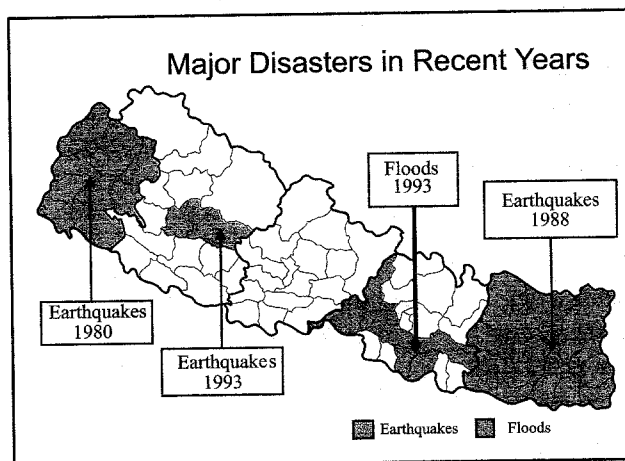 Major Disasters in Recent Years
Floods
1993
Earthquakes
1988
Earthquakes
1980
Earthquakes
1993
Earthquakes
Floods